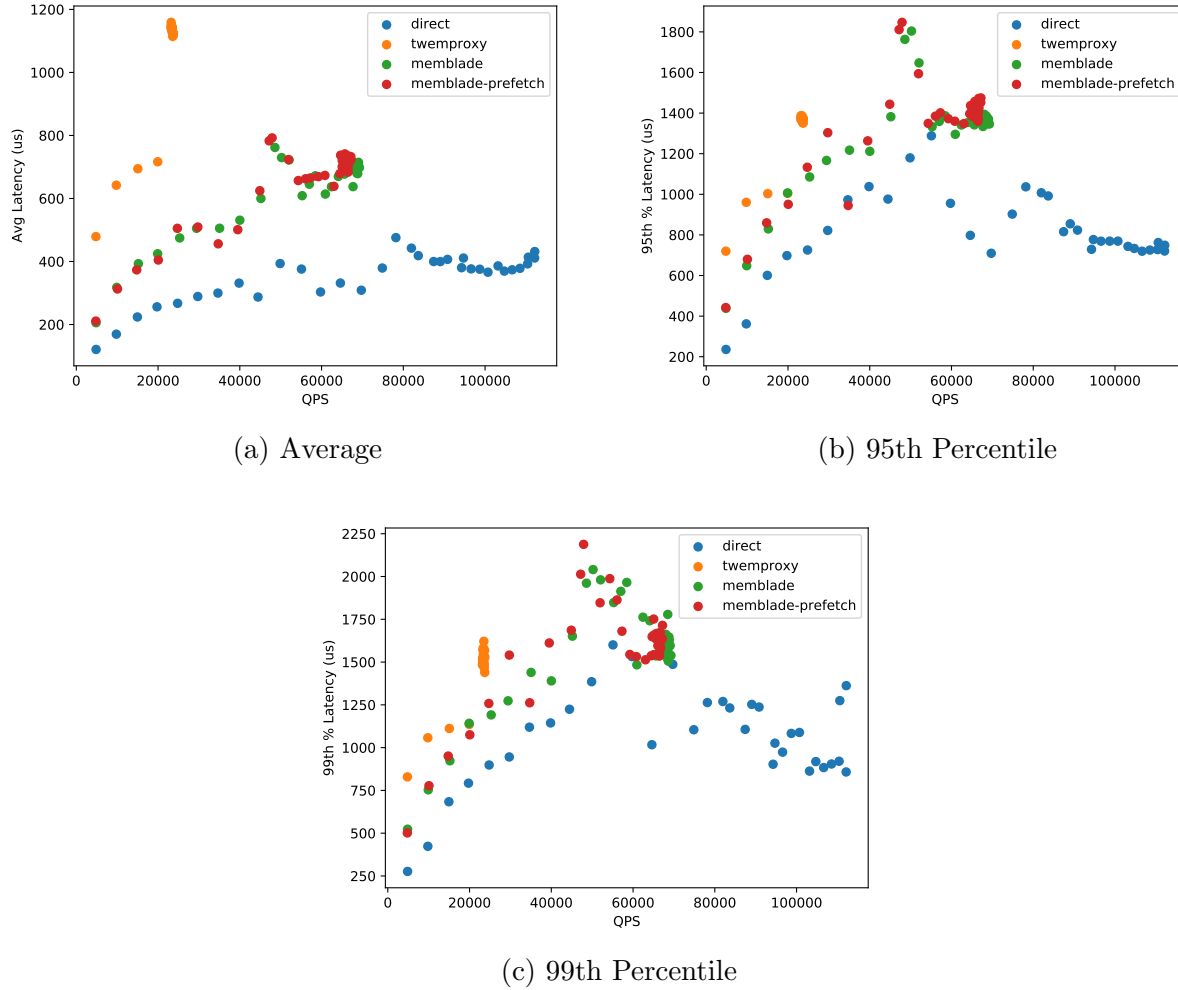 1200
1000
800
600
400
200
Avg Latency (us)
0 20000 40000 60000 80000 100000
QPS
direct
twemproxy
memblade
memblade-prefetch
(a) Average
1800
1600
1400
1200
1000
800
600
400
200
95th % Latency (us)
0 20000 40000 60000 80000 100000
QPS
direct
twemproxy
memblade
memblade-prefetch
(b) 95th Percentile
2250
2000
1750
1500
1250
1000
750
500
250
99th % Latency (us)
0 20000 40000 60000 80000 100000
QPS
direct
twemproxy
memblade
memblade-prefetch
(c) 99th Percentile